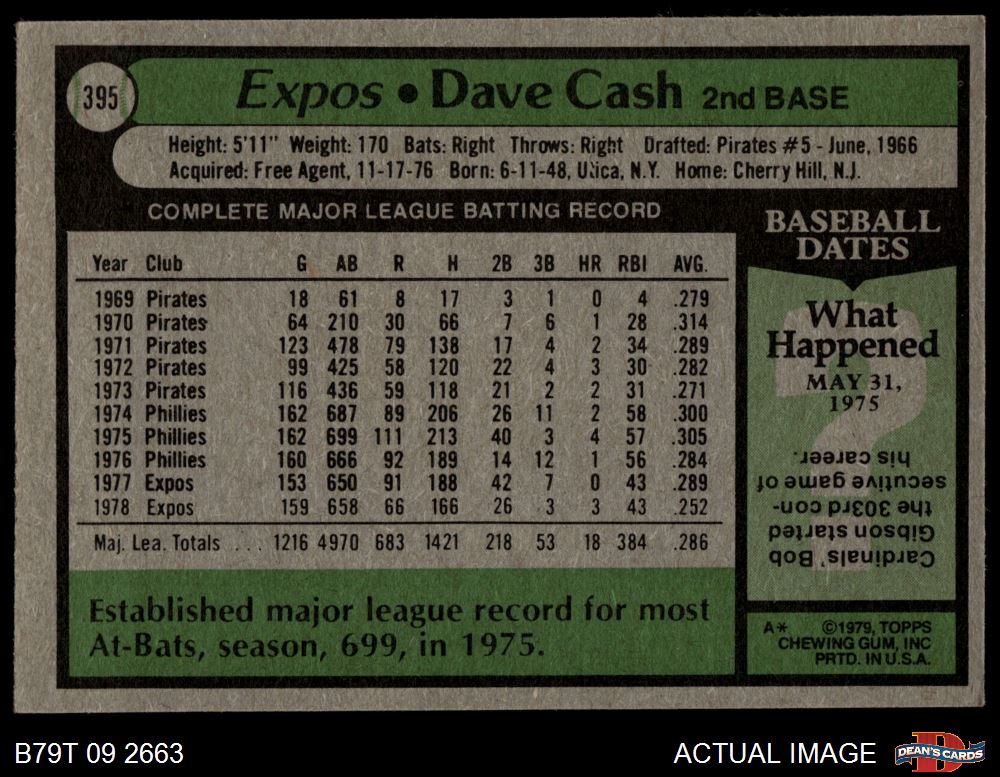 395
Expos • Dave Cash 2nd BASE
Height: 5'11" Weight: 170 Bats: Right Throws: Right Drafted: Pirates #5 - June, 1966
Acquired: Free Agent, 11-17-76 Born: 6-11-48, Utica, N.Y. Home: Cherry Hill, N.J.
COMPLETE MAJOR LEAGUE BATTING RECORD
Year Club G AB R H 2B 3B HR RBI AVG.
1969 Pirates 18 61 8 17 3 1 0 4 .279
1970 Pirates 64 210 30 66 7 6 1 28 .314
1971 Pirates 123 478 79 138 17 4 2 34 .289
1972 Pirates 99 425 58 120 22 4 3 30 .282
1973 Pirates 116 436 59 118 21 2 2 31 .271
1974 Phillies 162 687 89 206 26 11 2 58 .300
1975 Phillies 162 699 111 213 40 3 4 57 .305
1976 Phillies 160 666 92 189 14 12 1 56 .284
1977 Expos 153 650 91 188 42 7 0 43 .289
1978 Expos 159 658 66 166 26 3 3 43 .252
Maj. Lea. Totals ... 1216 4970 683 1421 218 53 18 384 .286
Established major league record for most
At-Bats, season, 699, in 1975.
BASEBALL
DATES
What
Happened
MAY 31,
1975
?
Cardinals' Bob
Gibson started
the 303rd con-
secutive game of
his career.
A* ©1979, TOPPS
CHEWING GUM, INC
PRTD. IN U.S.A.
B79T 09 2663
ACTUAL IMAGE
D
DEAN'S CARDS